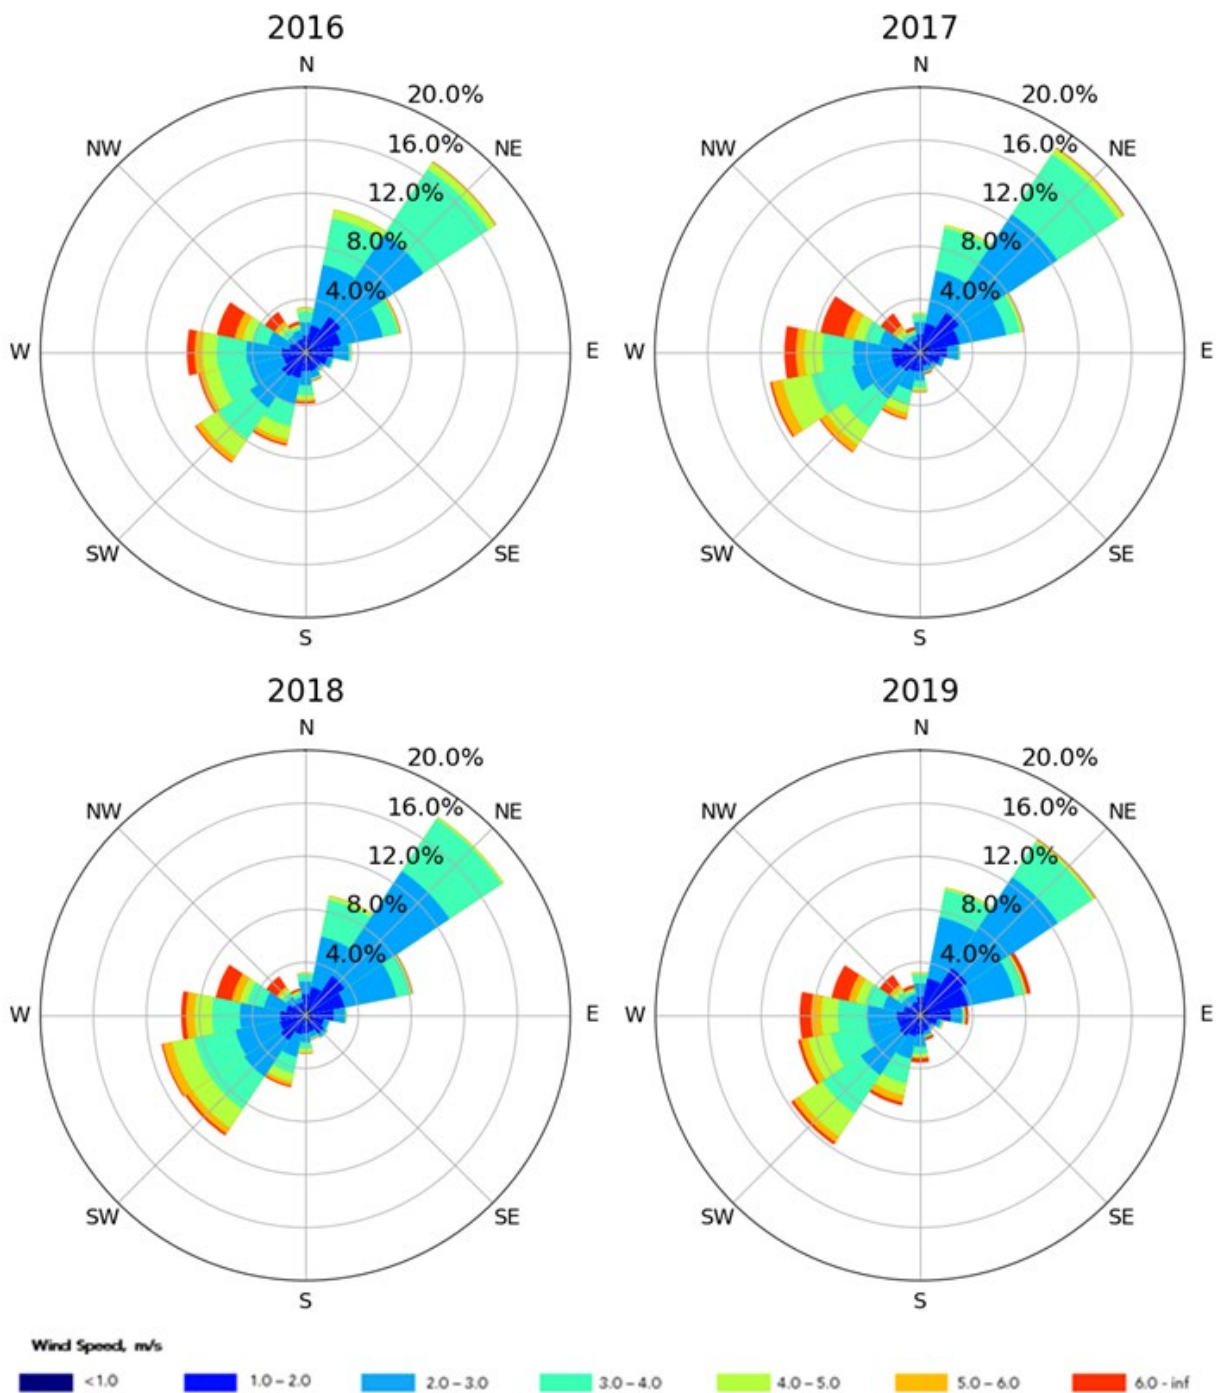 2016
2017
N
N
20.0%
20.0%
NW
16.0%
NE
NW
16.0%
NE
12.0%
12.0%
8.0%
8.0%
4.0%
4.0%
W
E
W
E
SW
SE
SW
SE
S
S
2018
2019
N
N
20.0%
20.0%
NW
16.0%
NE
NW
16.0%
NE
12.0%
12.0%
8.0%
8.0%
4.0%
4.0%
W
E
W
E
SW
SE
SW
SE
S
S
Wind Speed, m/s
<1.0
1.0 – 2.0
2.0 – 3.0
3.0 – 4.0
4.0 – 5.0
5.0 – 6.0
6.0 - inf